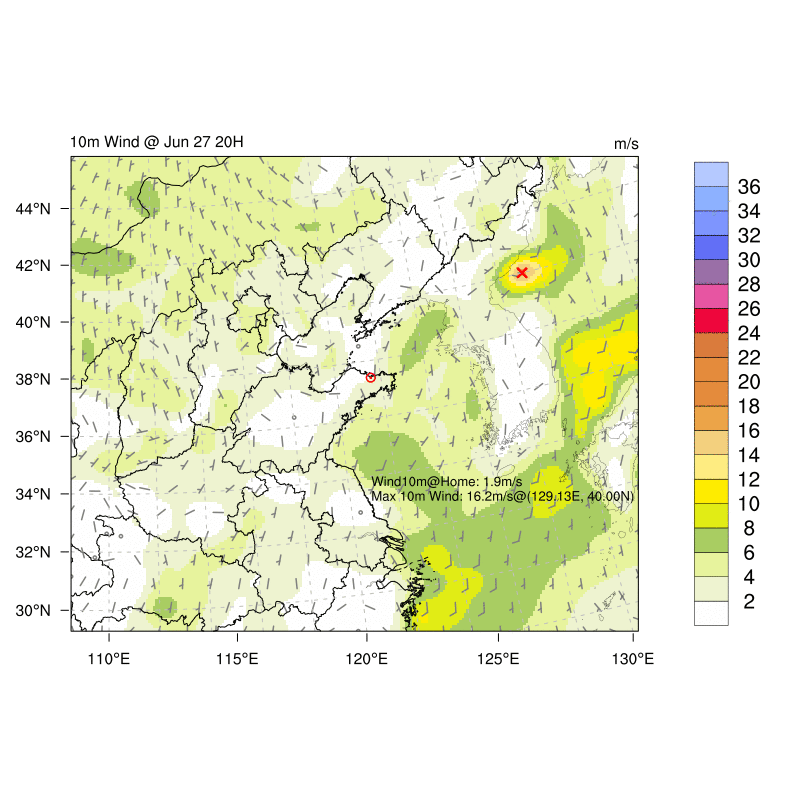 10m Wind @ Jun 27 20H
m/s
44°N
42°N
40°N
38°N
36°N
34°N
32°N
30°N
110°E
115°E
120°E
125°E
130°E
Wind10m@Home: 1.9m/s
Max 10m Wind: 16.2m/s@(129.13E, 40.00N)
36
34
32
30
28
26
24
22
20
18
16
14
12
10
8
6
4
2